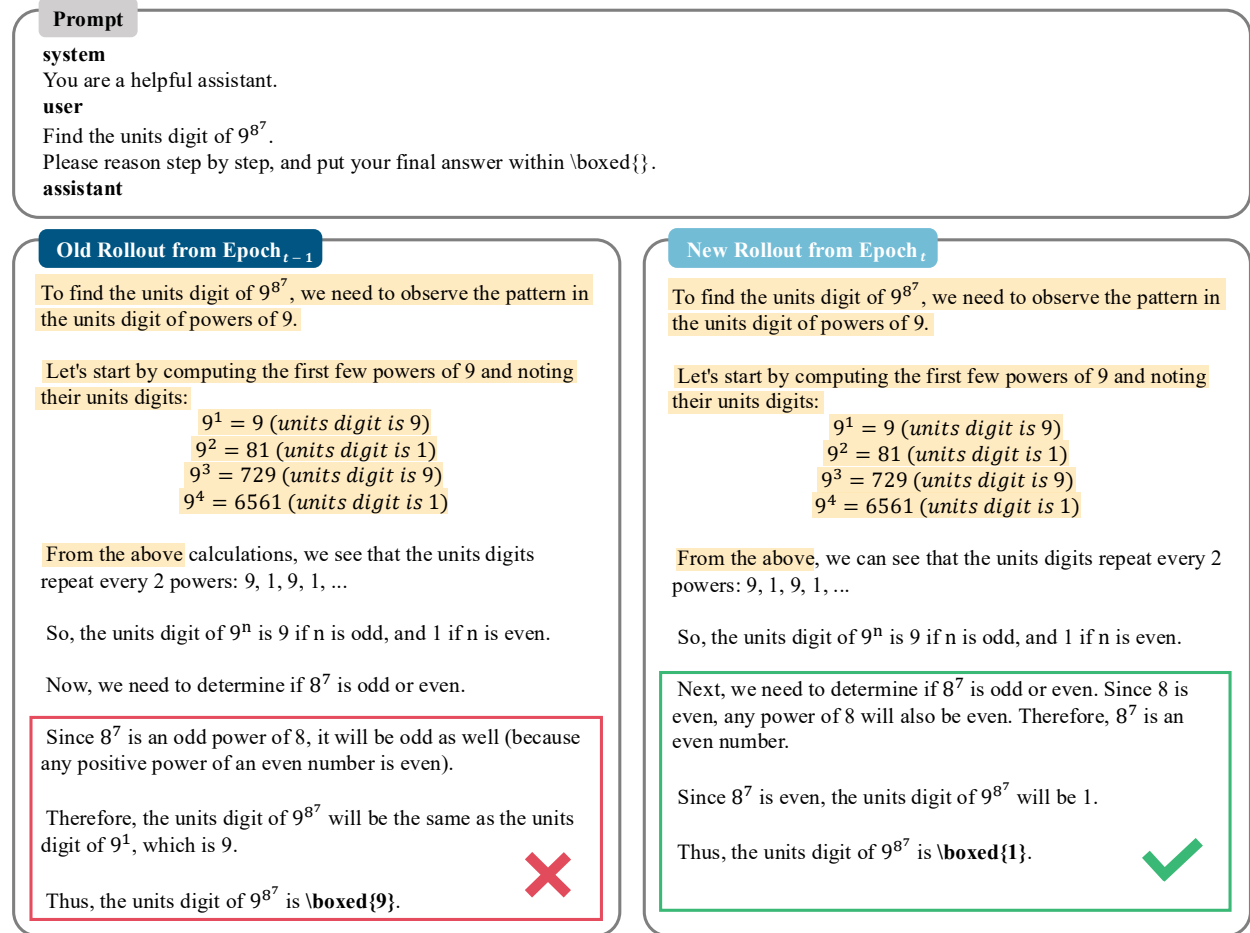 Prompt
system
You are a helpful assistant.
user
Find the units digit of 9^{8^7}.
Please reason step by step, and put your final answer within \boxed{}.
assistant
Old Rollout from Epoch_{t-1}
To find the units digit of 9^{8^7}, we need to observe the pattern in
the units digit of powers of 9.
Let's start by computing the first few powers of 9 and noting
their units digits:
9^1 = 9 (units digit is 9)
9^2 = 81 (units digit is 1)
9^3 = 729 (units digit is 9)
9^4 = 6561 (units digit is 1)
From the above calculations, we see that the units digits
repeat every 2 powers: 9, 1, 9, 1, ...
So, the units digit of 9^n is 9 if n is odd, and 1 if n is even.
Now, we need to determine if 8^7 is odd or even.
Since 8^7 is an odd power of 8, it will be odd as well (because
any positive power of an even number is even).
Therefore, the units digit of 9^{8^7} will be the same as the units
digit of 9^1, which is 9.
Thus, the units digit of 9^{8^7} is \boxed{9}.
New Rollout from Epoch_t
To find the units digit of 9^{8^7}, we need to observe the pattern in
the units digit of powers of 9.
Let's start by computing the first few powers of 9 and noting
their units digits:
9^1 = 9 (units digit is 9)
9^2 = 81 (units digit is 1)
9^3 = 729 (units digit is 9)
9^4 = 6561 (units digit is 1)
From the above, we can see that the units digits repeat every 2
powers: 9, 1, 9, 1, ...
So, the units digit of 9^n is 9 if n is odd, and 1 if n is even.
Next, we need to determine if 8^7 is odd or even. Since 8 is
even, any power of 8 will also be even. Therefore, 8^7 is an
even number.
Since 8^7 is even, the units digit of 9^{8^7} will be 1.
Thus, the units digit of 9^{8^7} is \boxed{1}.